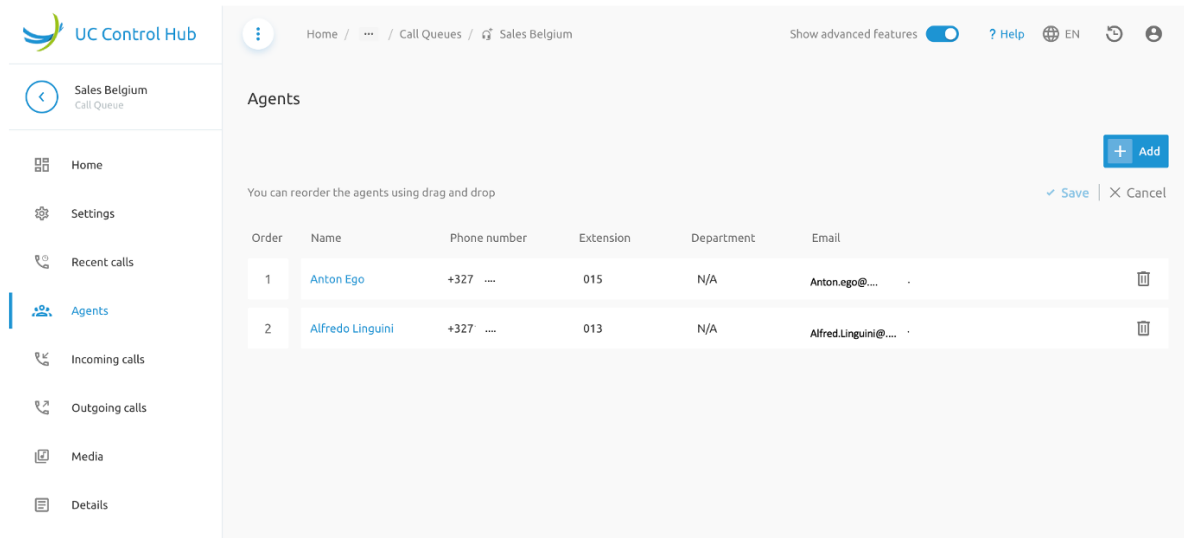 UC Control Hub
Home / ... / Call Queues / Sales Belgium
Show advanced features
? Help
EN
Sales Belgium
Call Queue
Home
Settings
Recent calls
Agents
Incoming calls
Outgoing calls
Media
Details
Agents
+ Add
You can reorder the agents using drag and drop
Save
Cancel
Order Name Phone number Extension Department Email
1 Anton Ego +327 .... 015 N/A Anton.ego@....
2 Alfredo Linguini +327 .... 013 N/A Alfred.Linguini@....